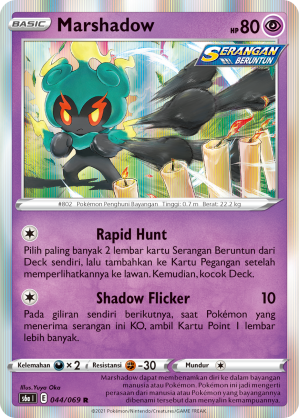 BASIC Marshadow HP80
SERANGAN
BERUNTUN
#802 Pokémon Penghuni Bayangan Tinggi: 0.7 m Berat: 22.2 kg
Rapid Hunt
Pilih paling banyak 2 lembar kartu Serangan Beruntun dari
Deck sendiri, lalu tambahkan ke Kartu Pegangan setelah
memperlihatkannya ke lawan. Kemudian, kocok Deck.
Shadow Flicker 10
Pada giliran sendiri berikutnya, saat Pokémon yang
menerima serangan ini KO, ambil Kartu Point 1 lembar
lebih banyak.
Kelemahan ×2 Resistansi -30 Mundur
Illus. Yuya Oka
s6a I E 044/069 R
Marshadow dapat membenamkan diri ke dalam bayangan
manusia atau Pokémon. Pokémon ini jadi mengerti
perasaan manusia atau Pokémon yang bayangannya
dibenami tersebut dan menyalin kemampuannya.
©2021 Pokémon/Nintendo/Creatures/GAME FREAK